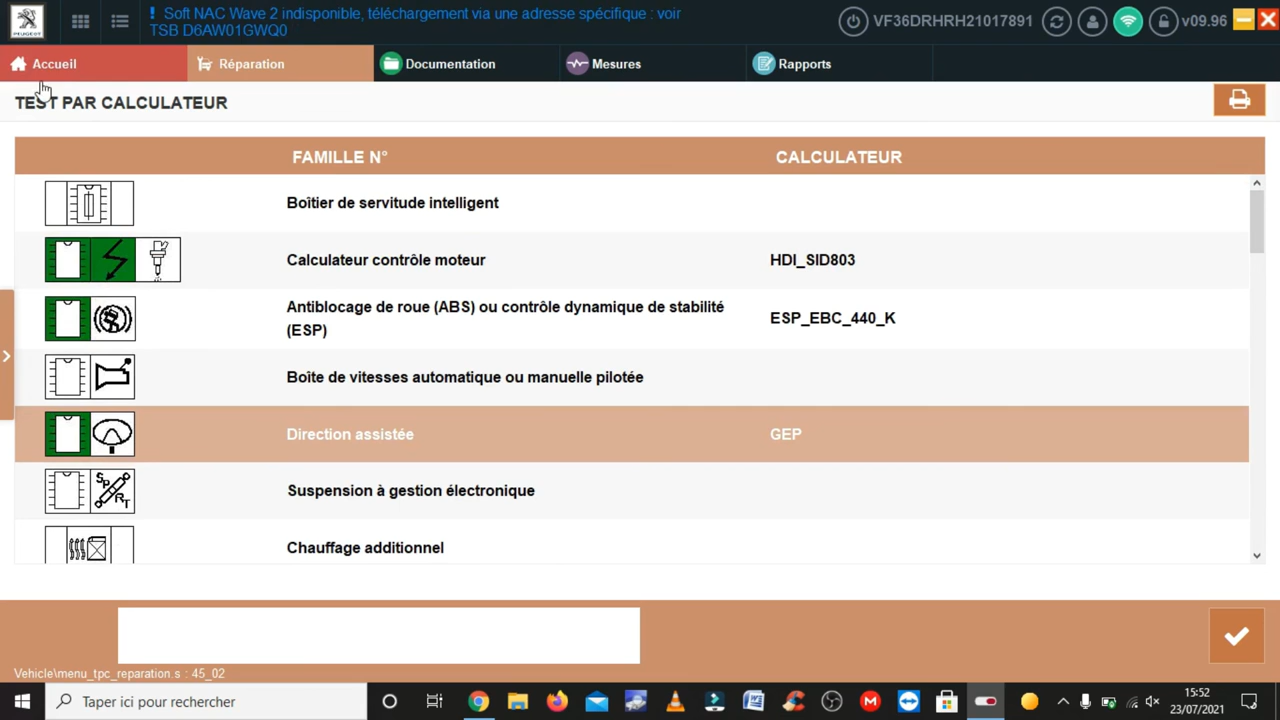 ! Soft NAC Wave 2 indisponible, téléchargement via une adresse spécifique : voir
TSB D6AW01GWQ0
VF36DRHRH21017891
v09.96
PEUGEOT
Accueil
Réparation
Documentation
Mesures
Rapports
TEST PAR CALCULATEUR
FAMILLE N°
CALCULATEUR
Boîtier de servitude intelligent
Calculateur contrôle moteur
HDI_SID803
Antiblocage de roue (ABS) ou contrôle dynamique de stabilité
(ESP)
ESP_EBC_440_K
Boîte de vitesses automatique ou manuelle pilotée
Direction assistée
GEP
SPRT
Suspension à gestion électronique
Chauffage additionnel
Vehicle\menu_tpc_reparation.s : 45_02
Taper ici pour rechercher
15:52
23/07/2021